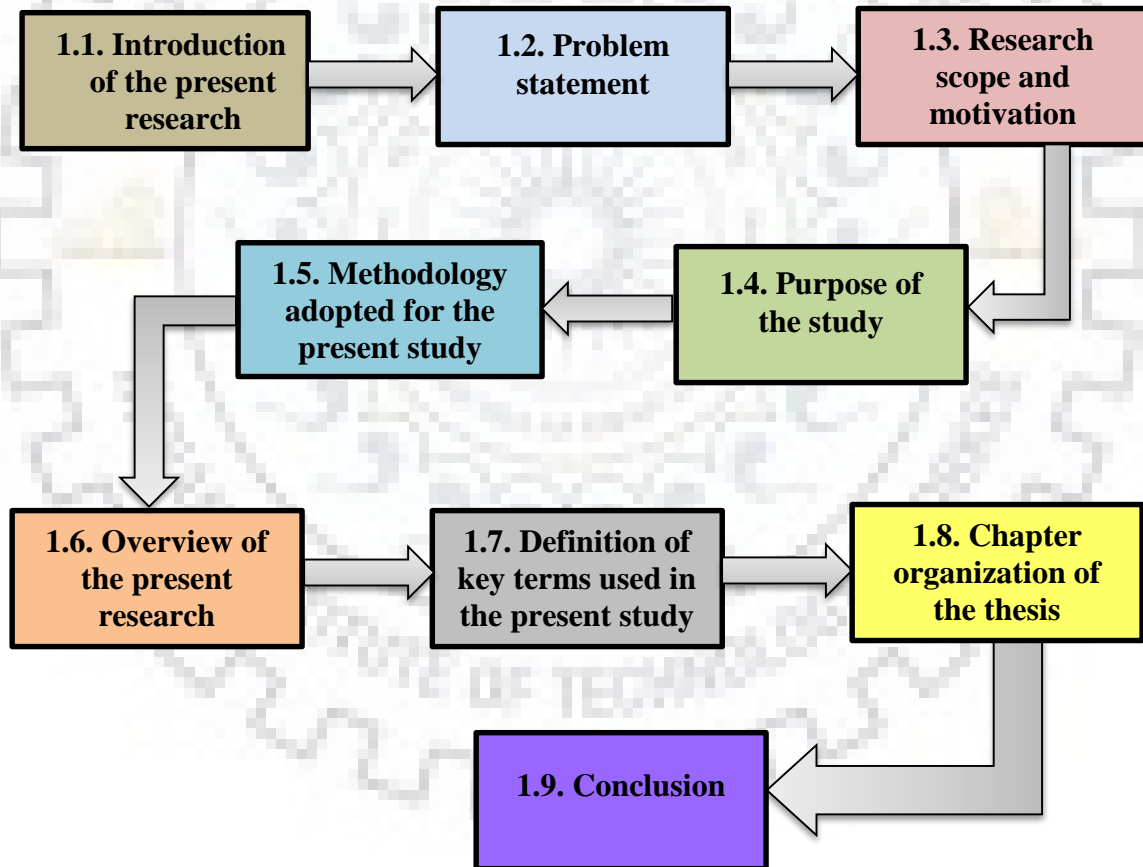 1.1. Introduction
of the present
research
1.2. Problem
statement
1.3. Research
scope and
motivation
1.4. Purpose of
the study
1.5. Methodology
adopted for the
present study
1.6. Overview of
the present
research
1.7. Definition of
key terms used in
the present study
1.8. Chapter
organization of
the thesis
1.9. Conclusion
OF TECHN